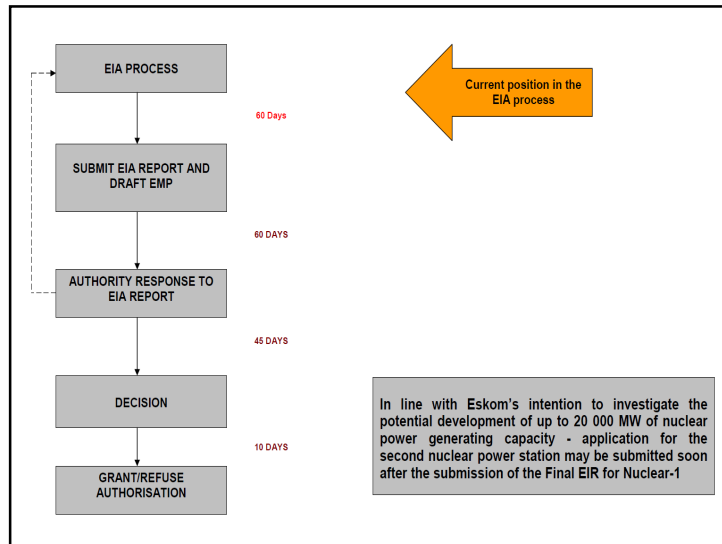 EIA PROCESS
Current position in the
EIA process
60 Days
SUBMIT EIA REPORT AND
DRAFT EMP
60 DAYS
AUTHORITY RESPONSE TO
EIA REPORT
45 DAYS
DECISION
10 DAYS
GRANT/REFUSE
AUTHORISATION
In line with Eskom's intention to investigate the
potential development of up to 20 000 MW of nuclear
power generating capacity - application for the
second nuclear power station may be submitted soon
after the submission of the Final EIR for Nuclear-1